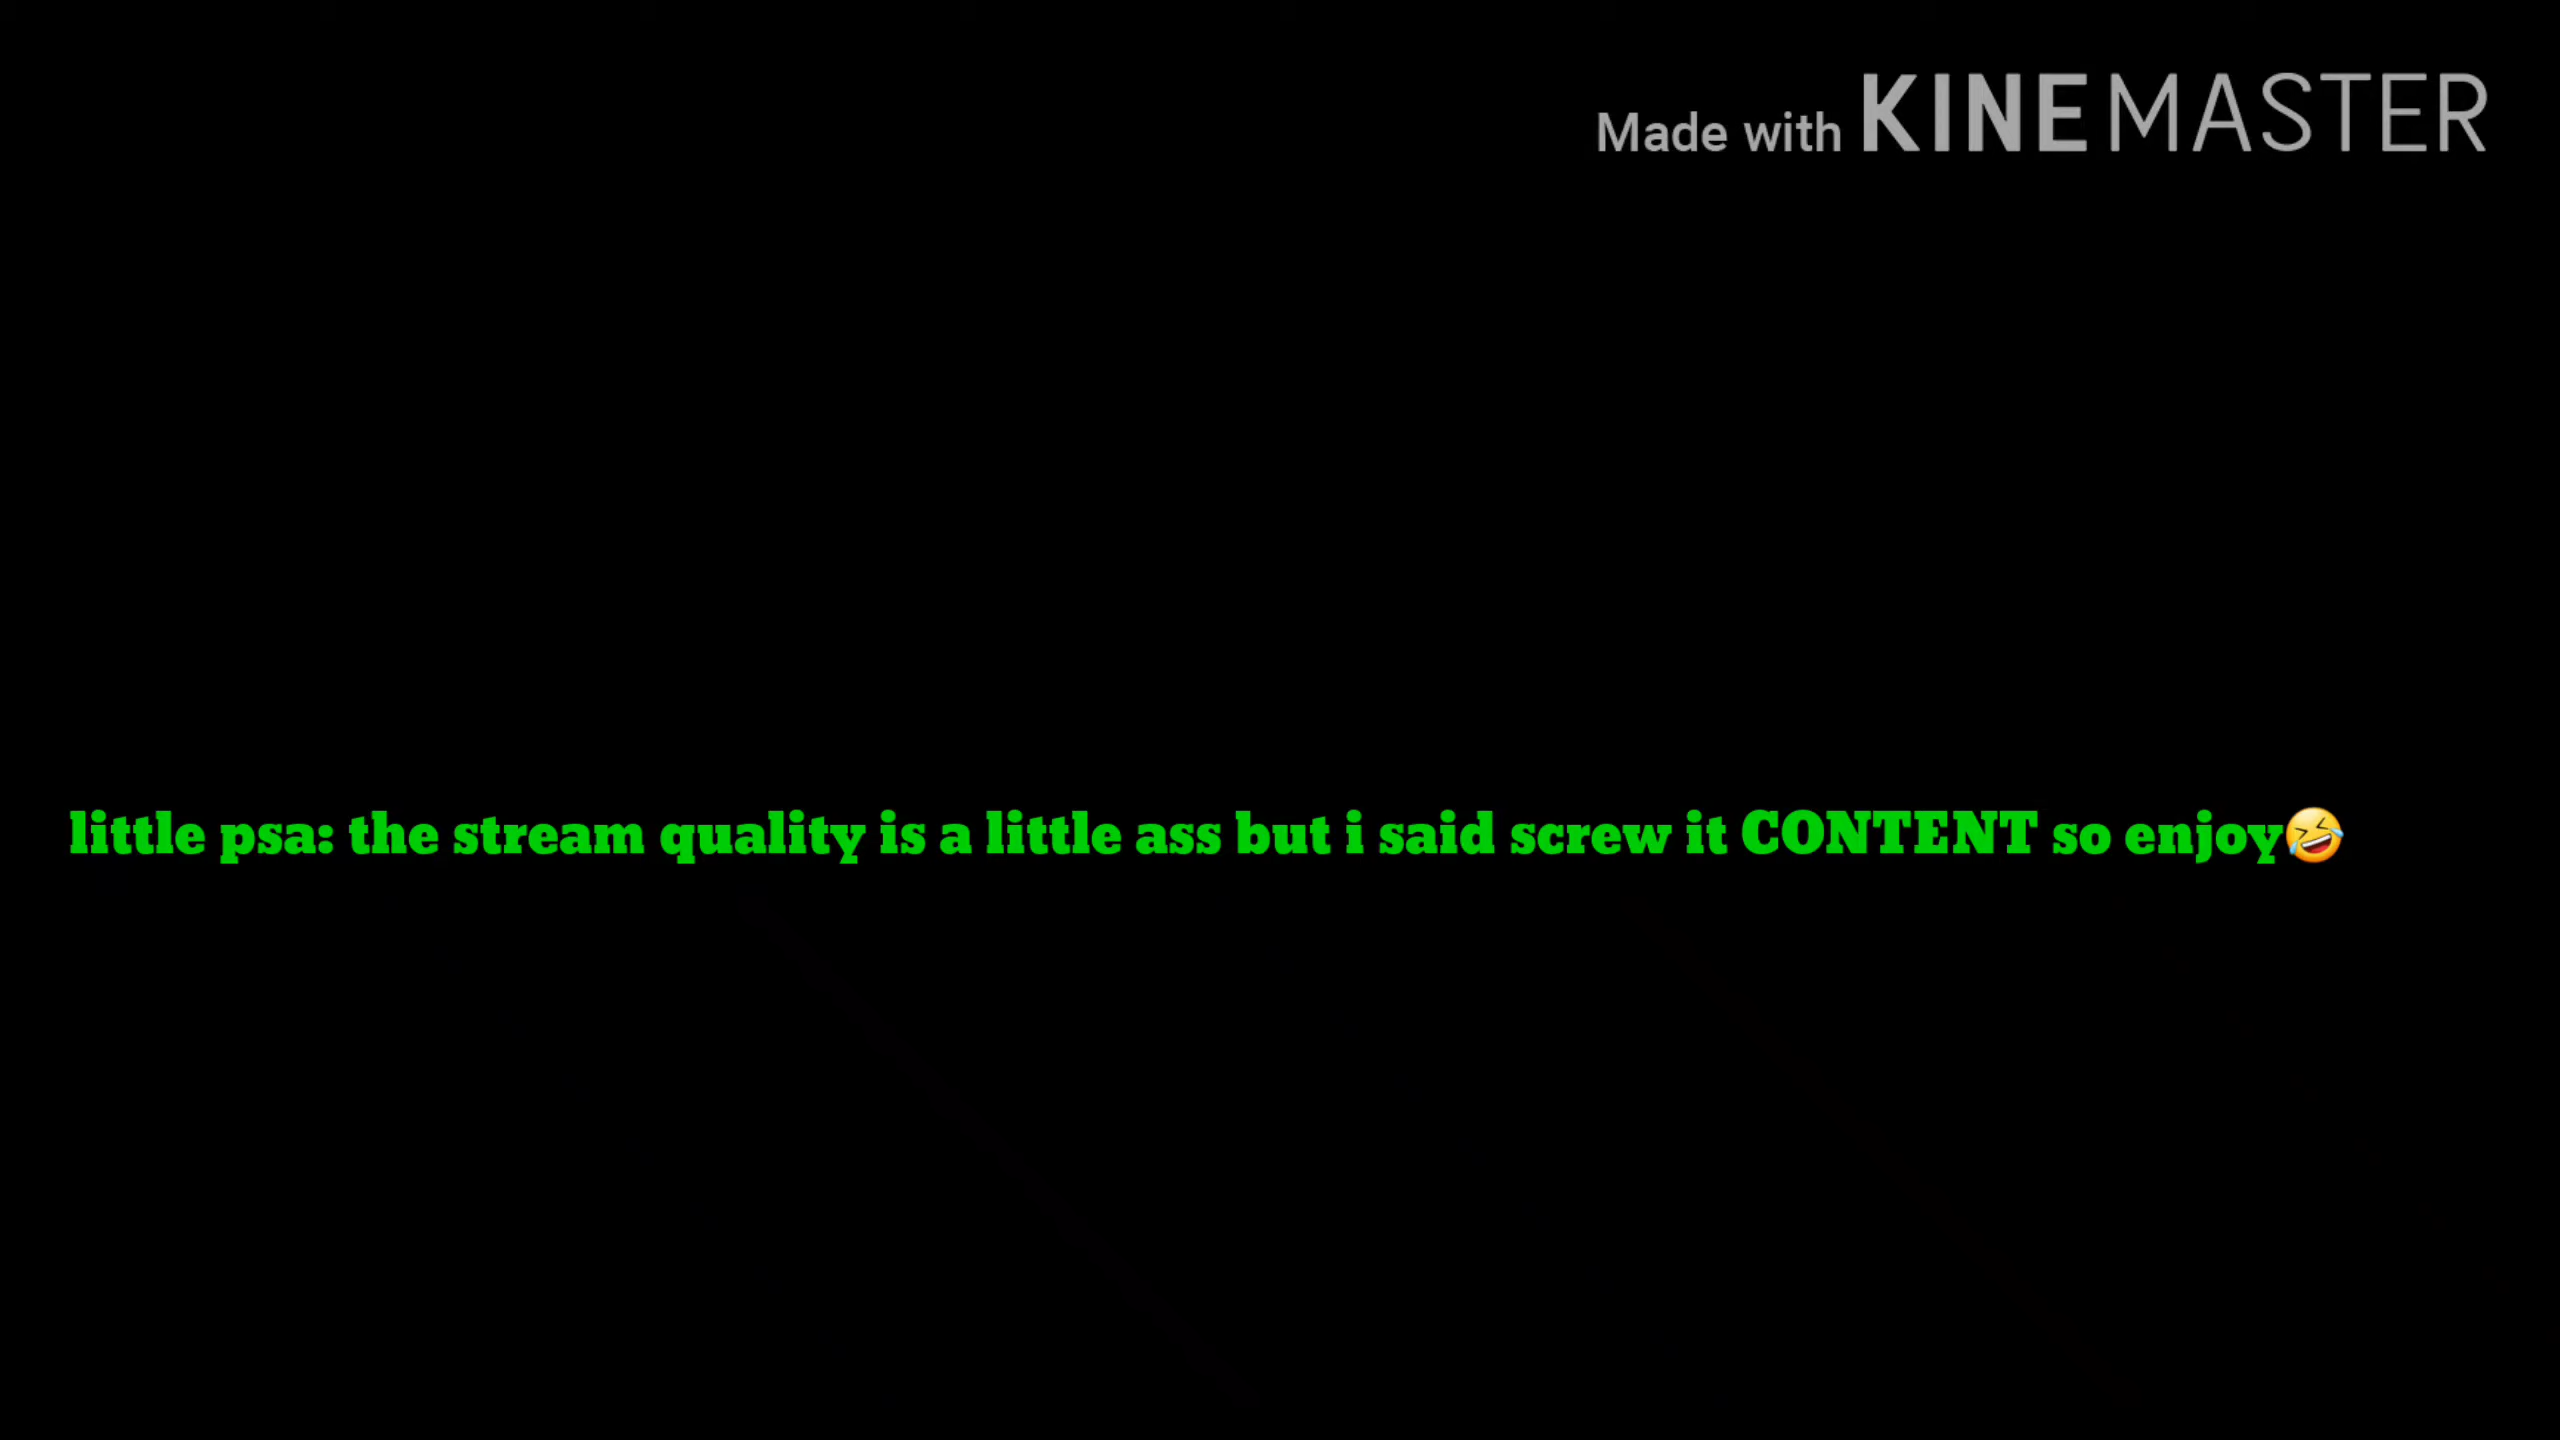 Made with KINEMASTER
little psa: the stream quality is a little ass but i said screw it CONTENT so enjoy🤣